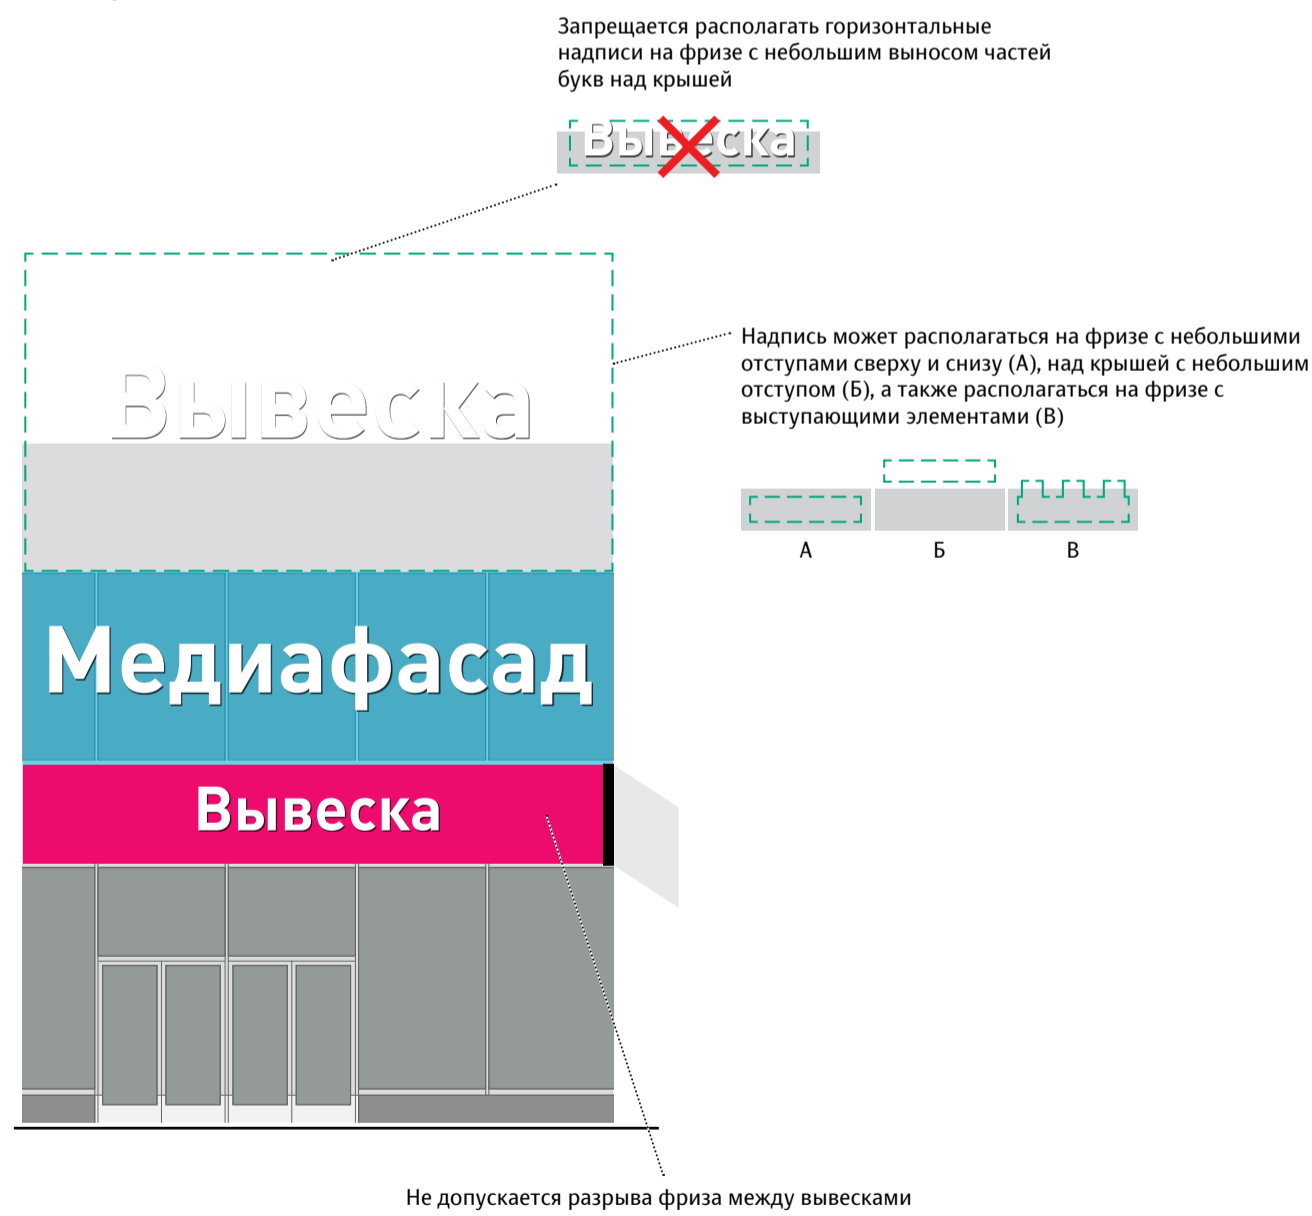 Запрещается располагать горизонтальные
надписи на фризе с небольшим выносом частей
букв над крышей
Вывеска
Надпись может располагаться на фризе с небольшими
отступами сверху и снизу (А), над крышей с небольшим
отступом (Б), а также располагаться на фризе с
выступающими элементами (В)
Вывеска
А Б В
Медиафасад
Вывеска
Не допускается разрыва фриза между вывесками